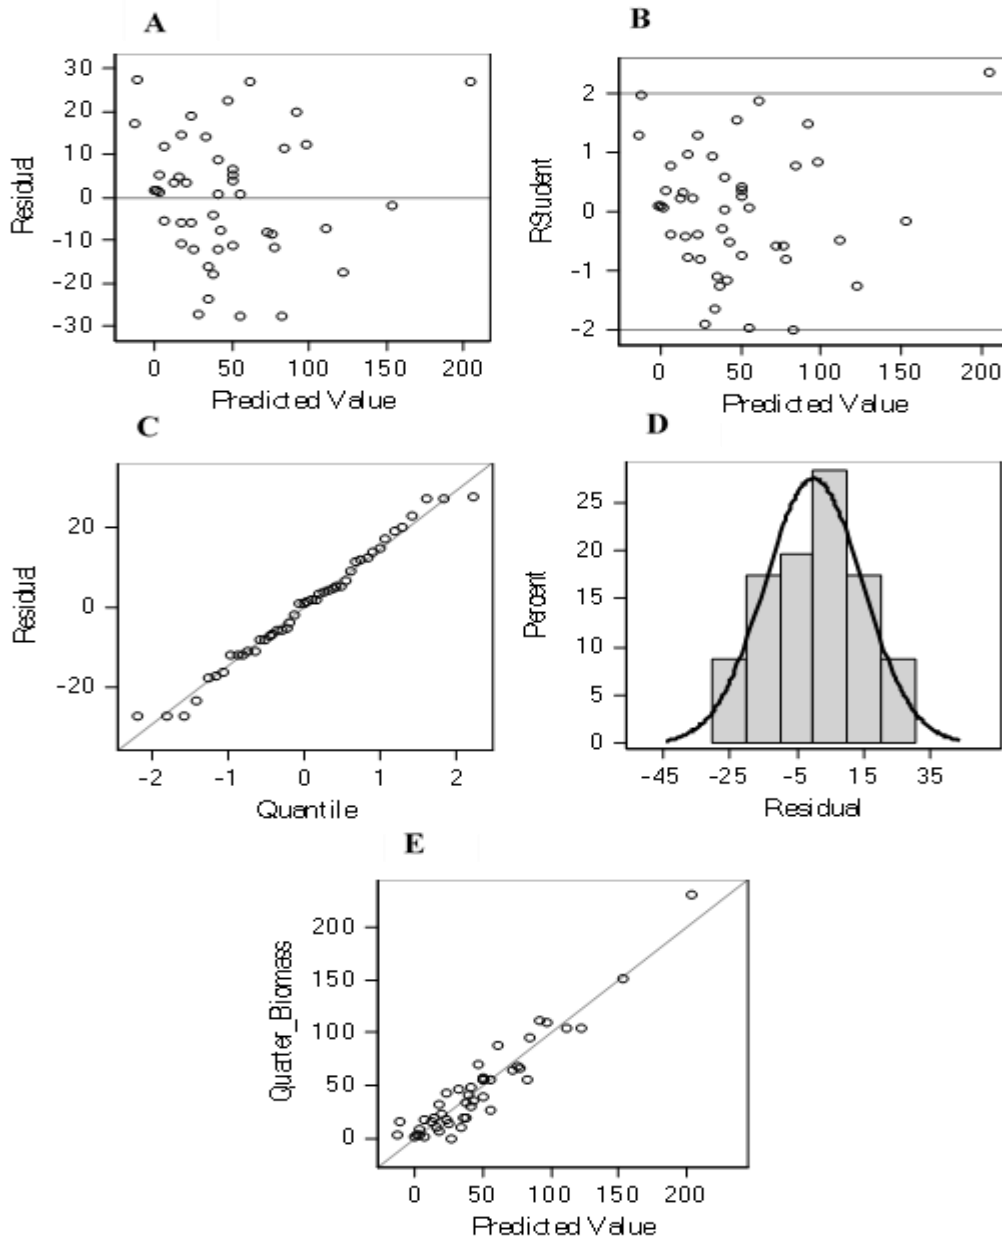 A
B
30
20
10
0
-10
-20
-30
Residual
0 50 100 150 200
Predicted Value
2
1
0
-1
-2
RStudent
0 50 100 150 200
Predicted Value
C
D
20
0
-20
Residual
-2 -1 0 1 2
Quantile
25
20
15
10
5
0
Percent
-45 -25 -5 15 35
Residual
E
200
150
100
50
0
Quatter_Biomass
0 50 100 150 200
Predicted Value